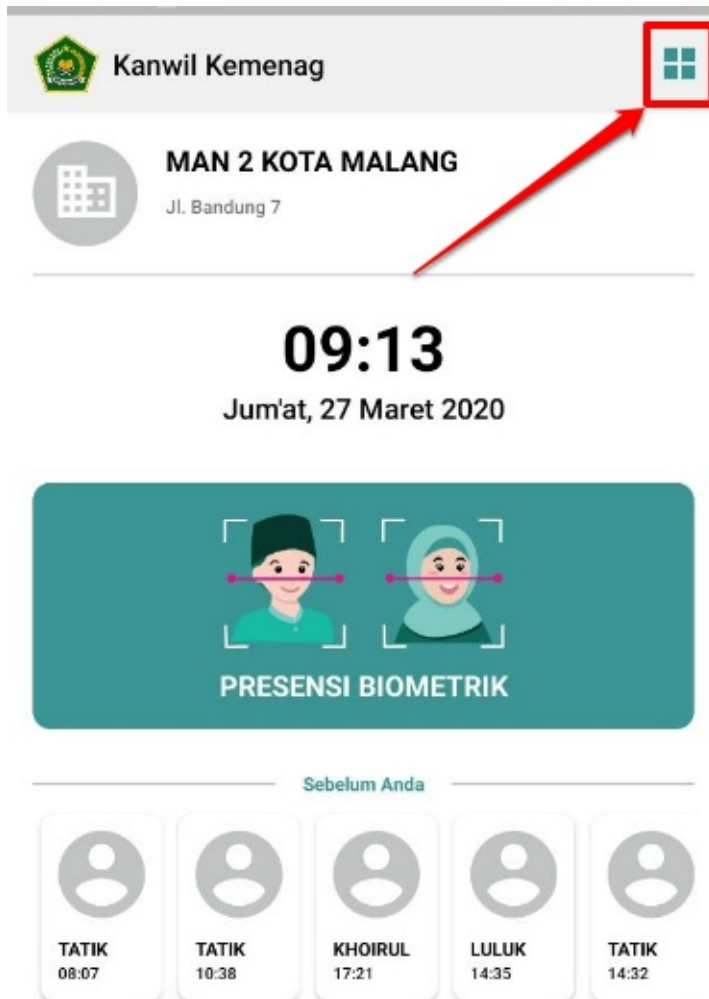 Kanwil Kemenag
MAN 2 KOTA MALANG
Jl. Bandung 7
09:13
Jum'at, 27 Maret 2020
PRESENSI BIOMETRIK
Sebelum Anda
TATIK TATIK KHOIRUL LULUK TATIK
08:07 10:38 17:21 14:35 14:32